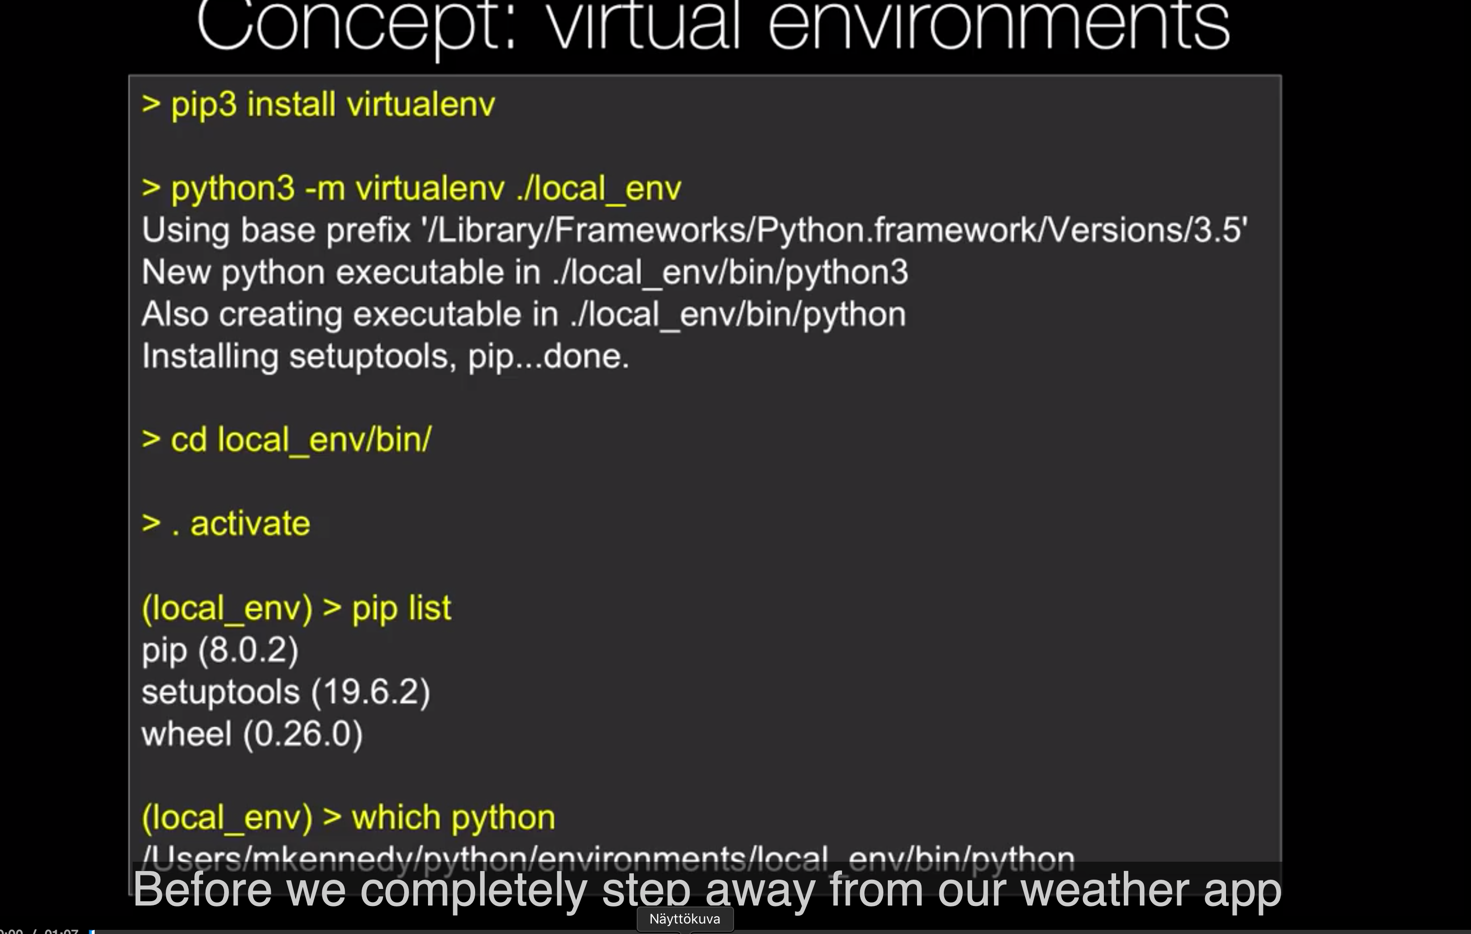 Concept: virtual environments
> pip3 install virtualenv
> python3 -m virtualenv ./local_env
Using base prefix '/Library/Frameworks/Python.framework/Versions/3.5'
New python executable in ./local_env/bin/python3
Also creating executable in ./local_env/bin/python
Installing setuptools, pip...done.
> cd local_env/bin/
> . activate
(local_env) > pip list
pip (8.0.2)
setuptools (19.6.2)
wheel (0.26.0)
(local_env) > which python
/Users/mkennedy/python/environments/local_env/bin/python
Before we completely step away from our weather app
Näyttökuva